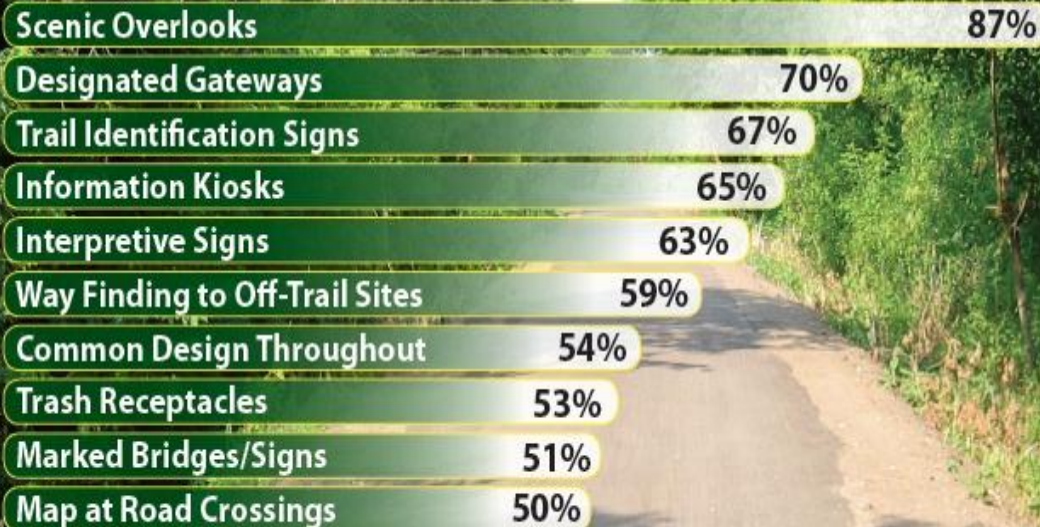 Scenic Overlooks 87%
Designated Gateways 70%
Trail Identification Signs 67%
Information Kiosks 65%
Interpretive Signs 63%
Way Finding to Off-Trail Sites 59%
Common Design Throughout 54%
Trash Receptacles 53%
Marked Bridges/Signs 51%
Map at Road Crossings 50%